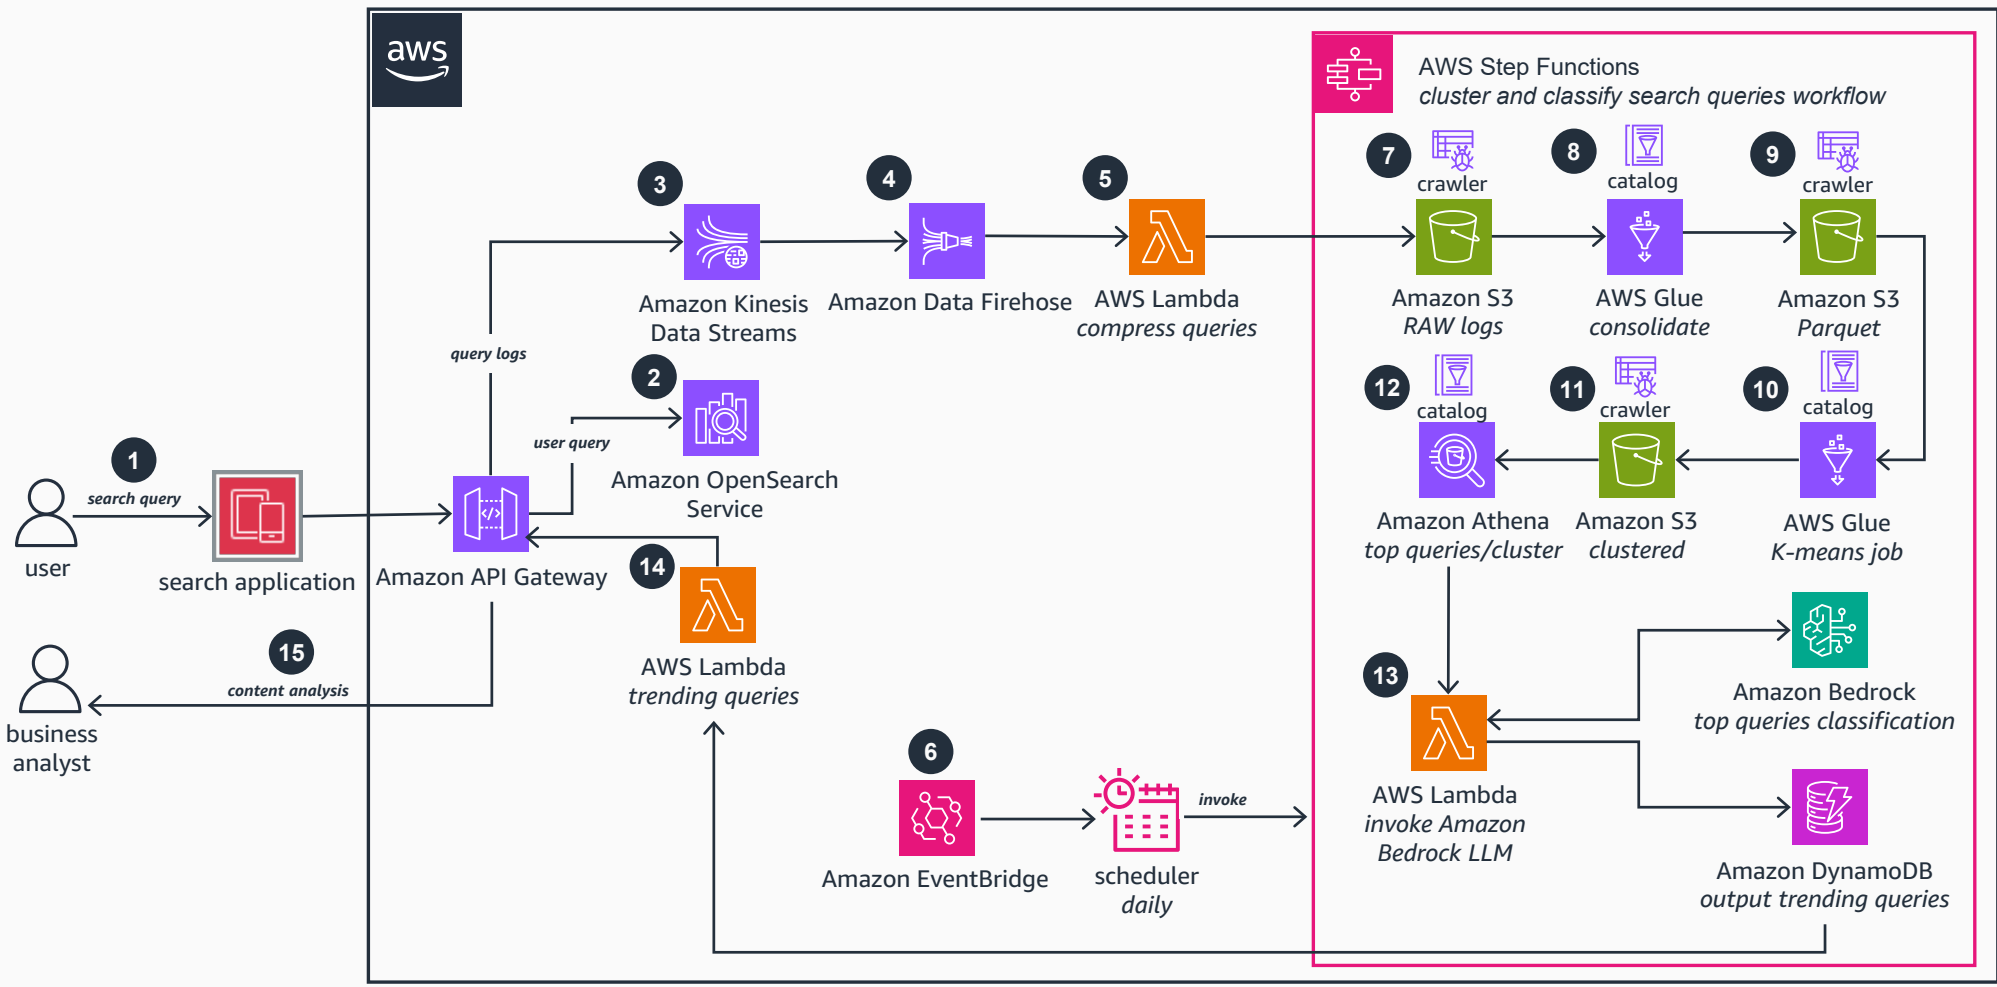 aws
AWS Step Functions
cluster and classify search queries workflow
1
search query
user
search application
Amazon API Gateway
query logs
user query
2
Amazon OpenSearch
Service
3
Amazon Kinesis
Data Streams
4
Amazon Data Firehose
5
AWS Lambda
compress queries
6
Amazon EventBridge
scheduler
daily
invoke
7
crawler
Amazon S3
RAW logs
8
catalog
AWS Glue
consolidate
9
crawler
Amazon S3
Parquet
10
catalog
AWS Glue
K-means job
11
crawler
Amazon S3
clustered
12
catalog
Amazon Athena
top queries/cluster
13
AWS Lambda
invoke Amazon
Bedrock LLM
Amazon Bedrock
top queries classification
Amazon DynamoDB
output trending queries
14
AWS Lambda
trending queries
15
content analysis
business
analyst